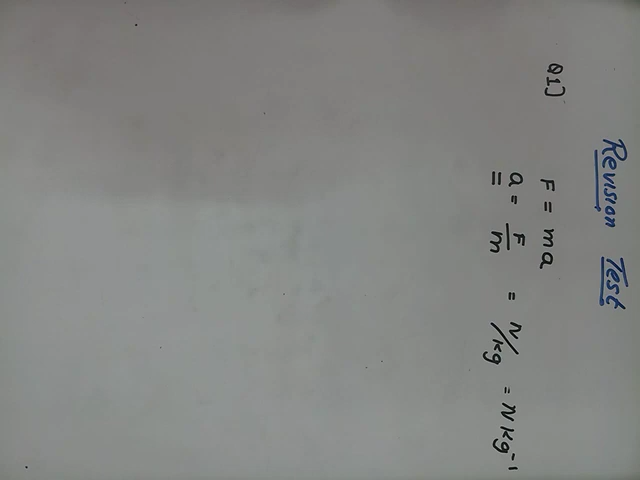 Revision Test
Q1)
F = ma
a = F/m = N/kg = N kg⁻¹